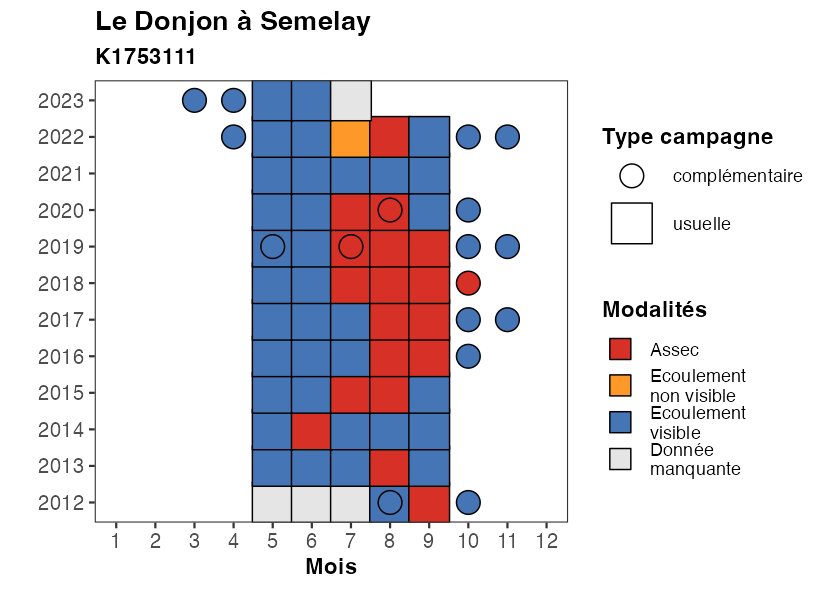 Le Donjon à Semelay
K1753111
2023
2022
2021
2020
2019
2018
2017
2016
2015
2014
2013
2012
1 2 3 4 5 6 7 8 9 10 11 12
Mois
Type campagne
complémentaire
usuelle
Modalités
Assec
Ecoulement
non visible
Ecoulement
visible
Donnée
manquante